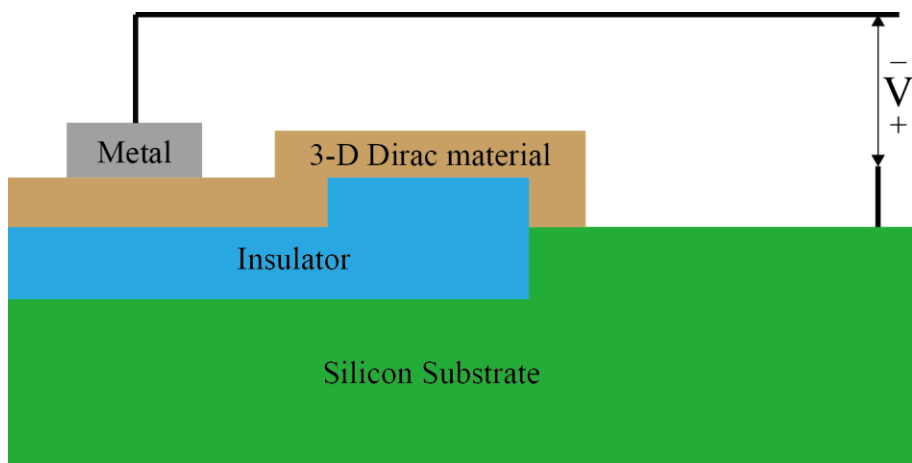 −
V
+
Metal
3-D Dirac material
Insulator
Silicon Substrate